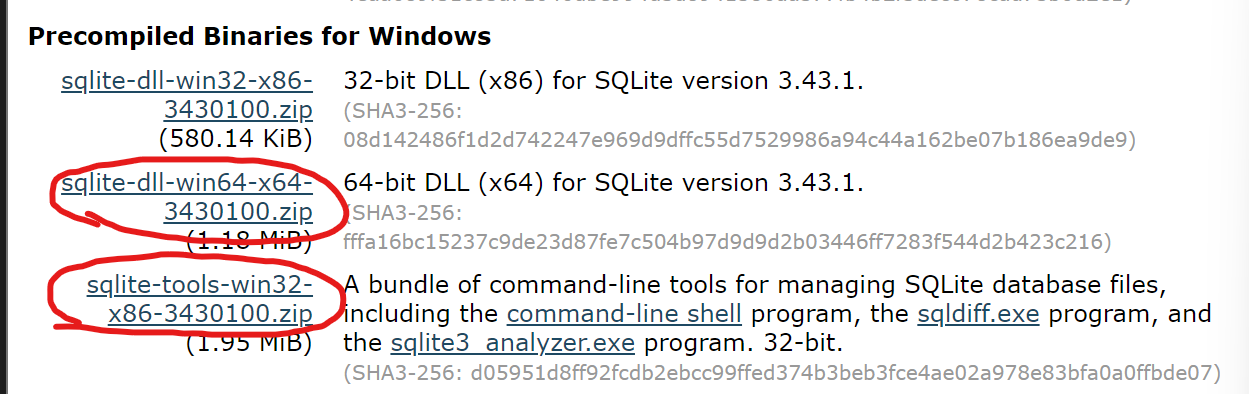 Precompiled Binaries for Windows
sqlite-dll-win32-x86-
3430100.zip
(580.14 KiB)
32-bit DLL (x86) for SQLite version 3.43.1.
(SHA3-256:
08d142486f1d2d742247e969d9dffc55d7529986a94c44a162be07b186ea9de9)
sqlite-dll-win64-x64-
3430100.zip
(1.18 MiB)
64-bit DLL (x64) for SQLite version 3.43.1.
(SHA3-256:
fffa16bc15237c9de23d87fe7c504b97d9d9d2b03446ff7283f544d2b423c216)
sqlite-tools-win32-
x86-3430100.zip
(1.95 MiB)
A bundle of command-line tools for managing SQLite database files,
including the command-line shell program, the sqldiff.exe program, and
the sqlite3_analyzer.exe program. 32-bit.
(SHA3-256: d05951d8ff92fcdb2ebcc99ffed374b3beb3fce4ae02a978e83bfa0a0ffbde07)